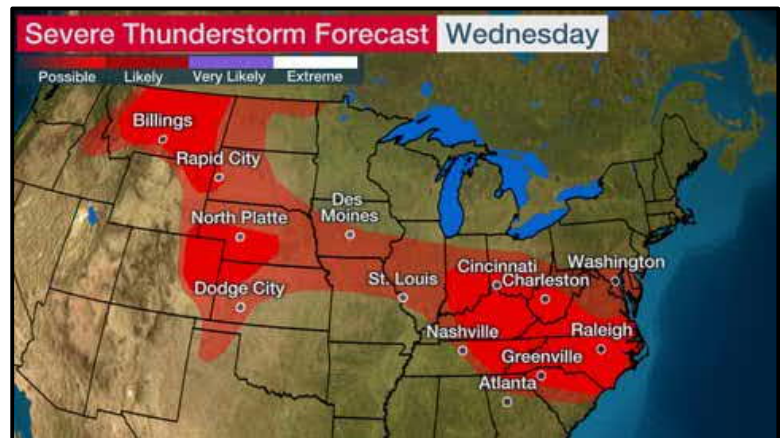 Severe Thunderstorm Forecast Wednesday
Possible Likely Very Likely Extreme
Billings
Rapid City
North Platte
Des
Moines
Dodge City
St. Louis
Cincinnati
Washington
Charleston
Nashville
Raleigh
Greenville
Atlanta